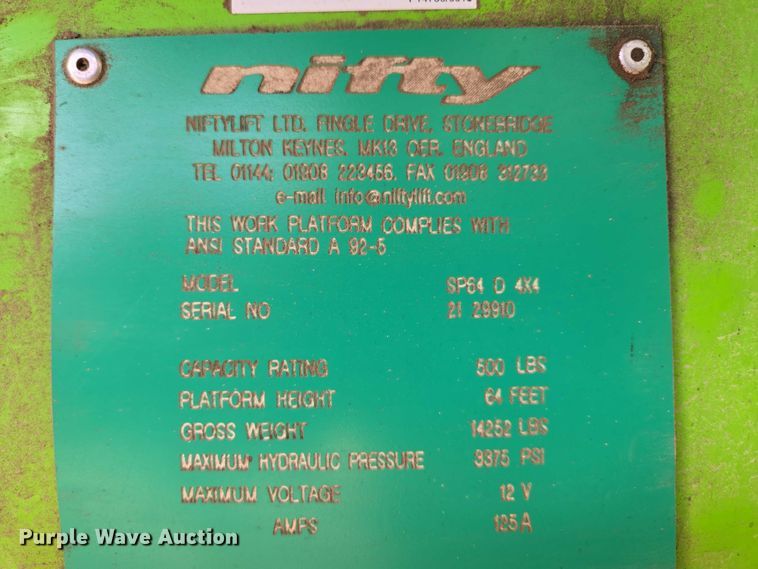 nifty
NIFTYLIFT LTD. FINGLE DRIVE, STONEBRIDGE
MILTON KEYNES. MK13 OER. ENGLAND
TEL 01144: 01908 223456. FAX 01908 312733
e-mail info@niftylift.com
THIS WORK PLATFORM COMPLIES WITH
ANSI STANDARD A 92-5
MODEL SP64 D 4X4
SERIAL NO 21 29910
CAPACITY RATING 500 LBS
PLATFORM HEIGHT 64 FEET
GROSS WEIGHT 14252 LBS
MAXIMUM HYDRAULIC PRESSURE 3375 PSI
MAXIMUM VOLTAGE 12 V
AMPS 125 A
Purple Wave Auction